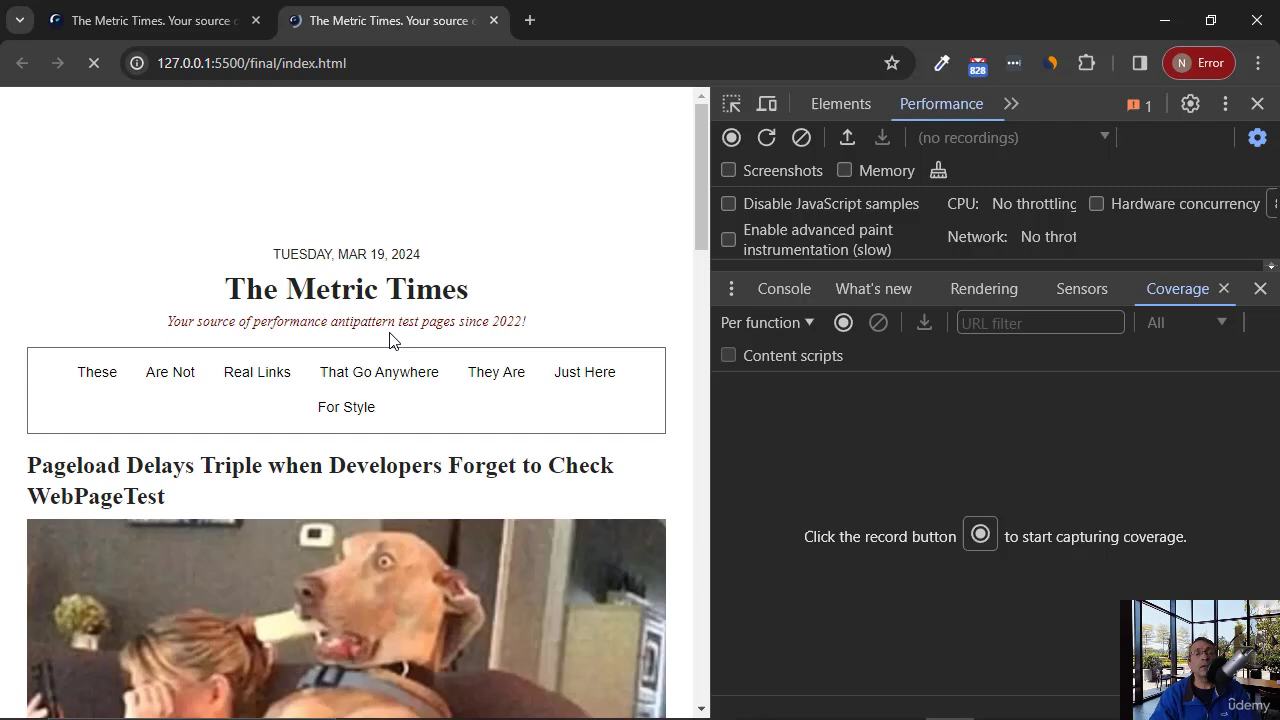 The Metric Times. Your source
The Metric Times. Your source
127.0.0.1:5500/final/index.html
828
N Error
TUESDAY, MAR 19, 2024
The Metric Times
Your source of performance antipattern test pages since 2022!
These Are Not Real Links That Go Anywhere They Are Just Here
For Style
Pageload Delays Triple when Developers Forget to Check
WebPageTest
Elements Performance 1
(no recordings)
Screenshots Memory
Disable JavaScript samples CPU: No throttling Hardware concurrency
Enable advanced paint
instrumentation (slow) Network: No throt
Console What's new Rendering Sensors Coverage
Per function URL filter All
Content scripts
Click the record button to start capturing coverage.
udemy